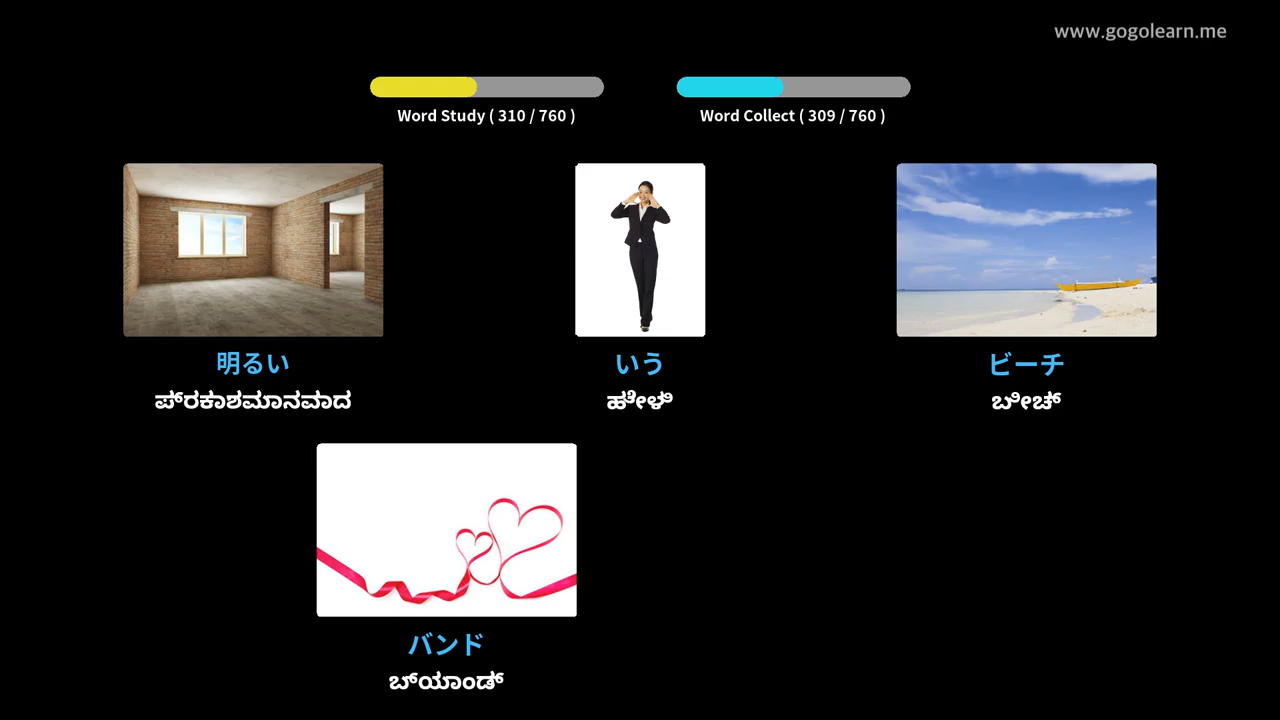 www.gogolearn.me
Word Study ( 310 / 760 )
Word Collect ( 309 / 760 )
明るい
ಪ್ರಕಾಶಮಾನವಾದ
いう
ಹೇಳಿ
ビーチ
ಬೀಚ್
バンド
ಬ್ಯಾಂಡ್